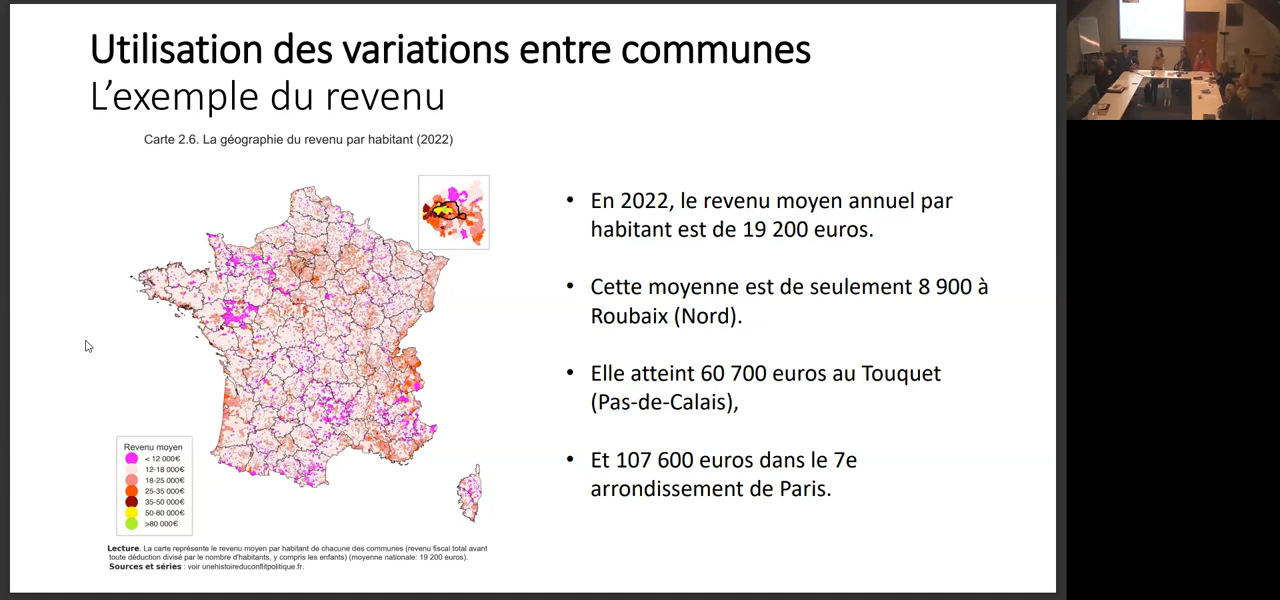 Utilisation des variations entre communes
L'exemple du revenu
Carte 2.6. La géographie du revenu par habitant (2022)
• En 2022, le revenu moyen annuel par
habitant est de 19 200 euros.
• Cette moyenne est de seulement 8 900 à
Roubaix (Nord).
• Elle atteint 60 700 euros au Touquet
(Pas-de-Calais),
• Et 107 600 euros dans le 7e
arrondissement de Paris.
Revenu moyen
< 12 000€
12-18 000€
18-25 000€
25-35 000€
35-50 000€
50-80 000€
>80 000€
Lecture. La carte représente le revenu moyen par habitant de chacune des communes (revenu fiscal total avant
toute déduction divisé par le nombre d'habitants, y compris les enfants) (moyenne nationale: 19 200 euros).
Sources et séries : voir unehistoireduconflitpolitique.fr.